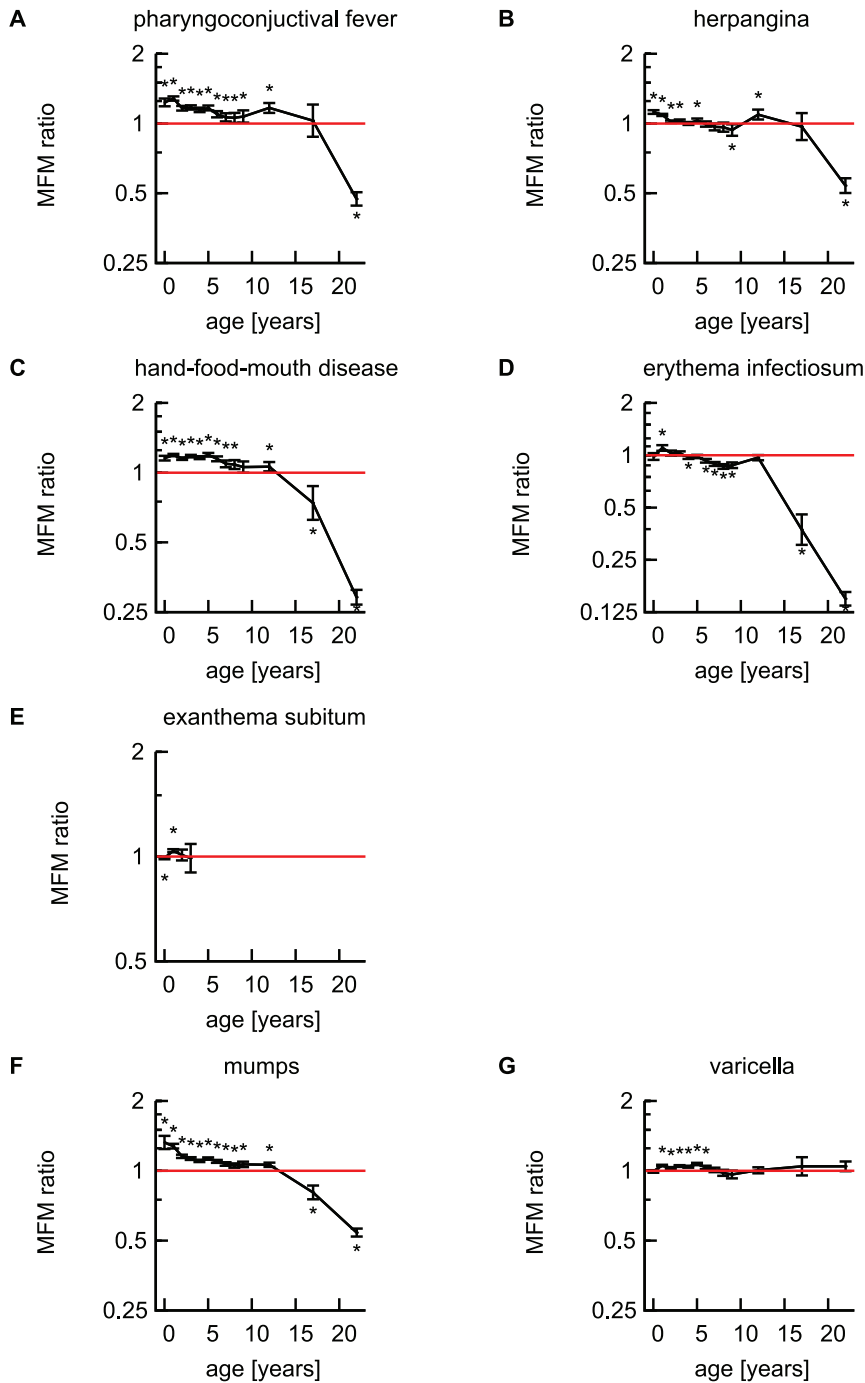 A pharyngoconjuctival fever
2
* * ** ** *** * *
1
0.5
*
0.25
MFM ratio
0 5 10 15 20
age [years]
B herpangina
2
* * ** * *
1
*
0.5
*
0.25
MFM ratio
0 5 10 15 20
age [years]
C hand-food-mouth disease
2
* * * * * * * ** *
1
*
0.5
0.25
*
MFM ratio
0 5 10 15 20
age [years]
D erythema infectiosum
2
*
1
* * * * *
0.5
*
0.25
0.125
*
MFM ratio
0 5 10 15 20
age [years]
E exanthema subitum
2
*
1
*
0.5
MFM ratio
0 5 10 15 20
age [years]
F mumps
2
* * * * * * * * * * *
1
*
0.5
*
0.25
MFM ratio
0 5 10 15 20
age [years]
G varicella
2
* * * * * *
1
0.5
0.25
MFM ratio
0 5 10 15 20
age [years]